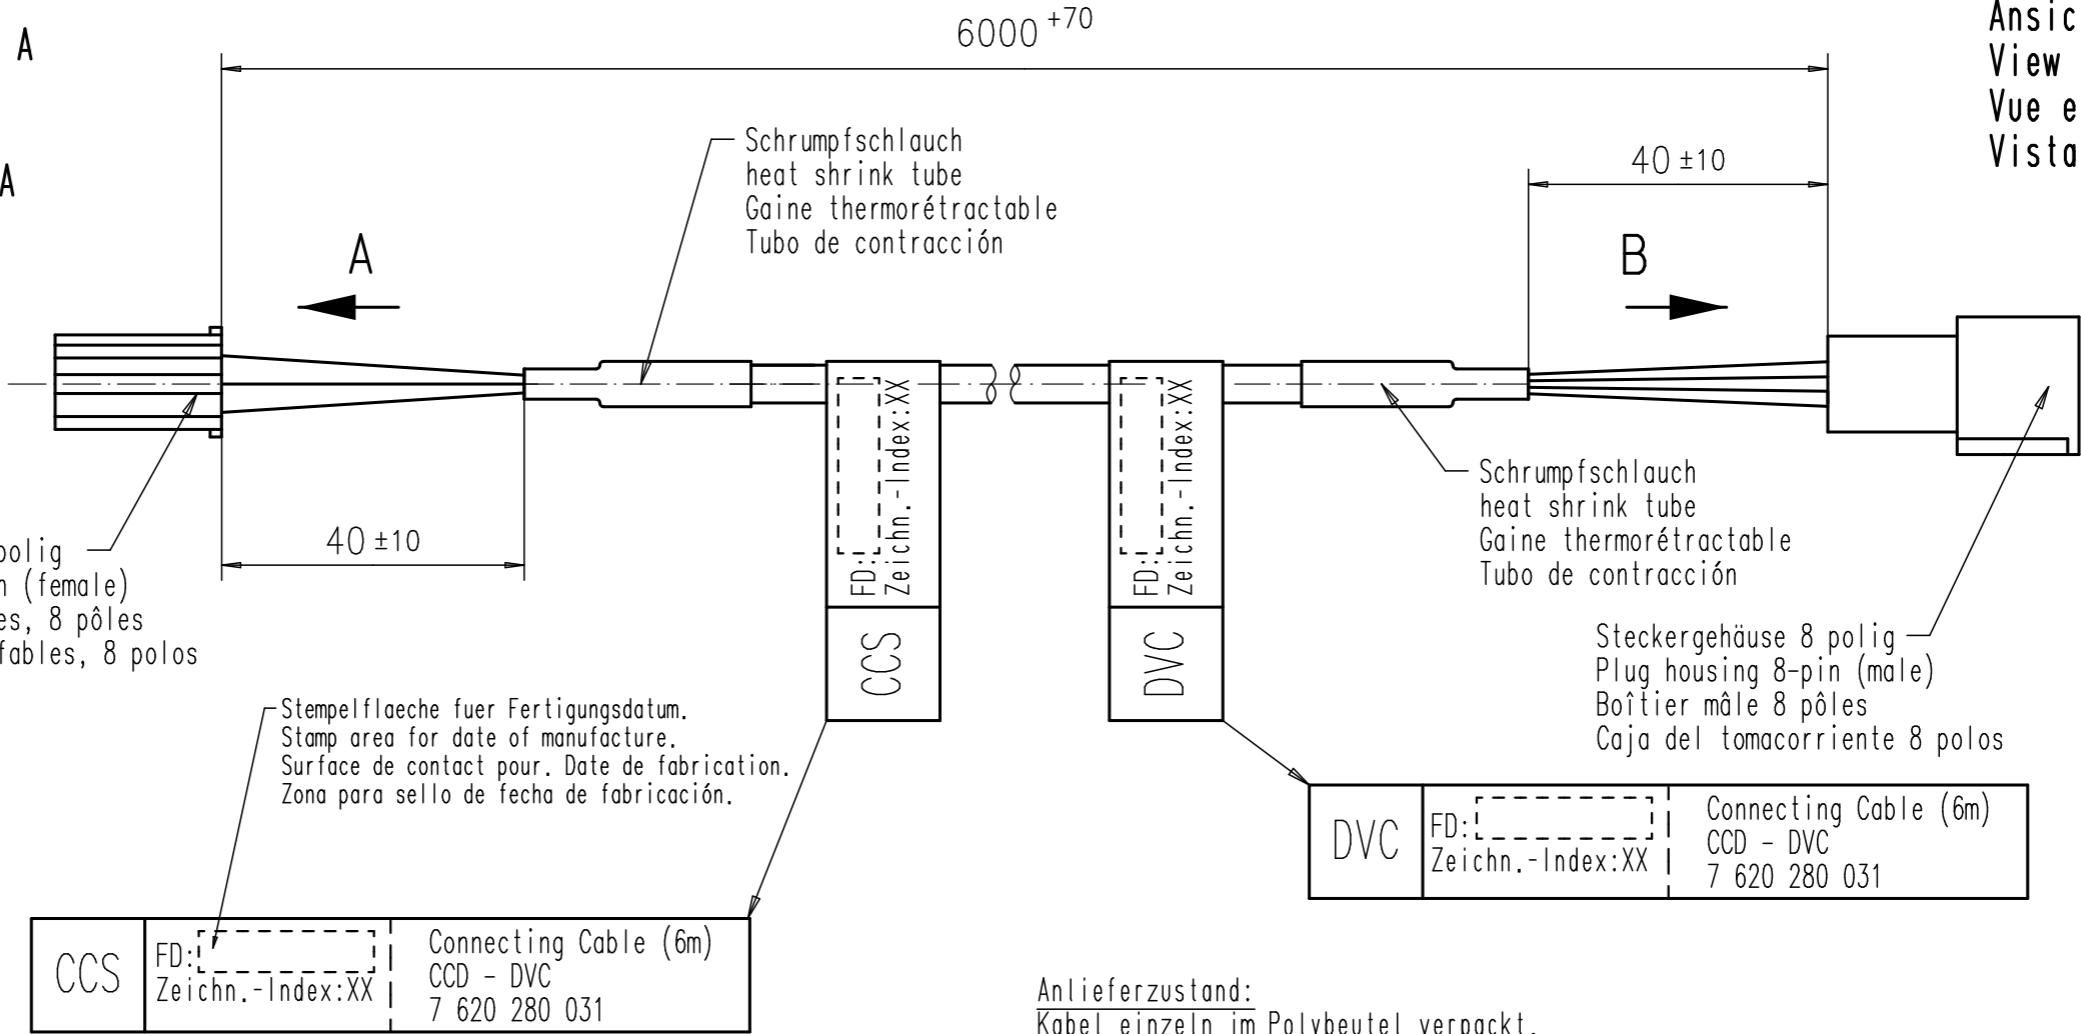 A
6000 +70
Ansic
View
Vue e
Vista
A
Schrumpfschlauch
heat shrink tube
Gaine thermorétractable
Tubo de contracción
40 ±10
A
B
40 ±10
polig
n (female)
es, 8 pôles
fables, 8 polos
FD:
Zeichn.-Index:XX
CCS
FD:
Zeichn.-Index:XX
DVC
Schrumpfschlauch
heat shrink tube
Gaine thermorétractable
Tubo de contracción
Steckergehäuse 8 polig
Plug housing 8-pin (male)
Boîtier mâle 8 pôles
Caja del tomacorriente 8 polos
Stempelflaeche fuer Fertigungsdatum.
Stamp area for date of manufacture.
Surface de contact pour. Date de fabrication.
Zona para sello de fecha de fabricación.
DVC
FD:
Zeichn.-Index:XX
Connecting Cable (6m)
CCD - DVC
7 620 280 031
CCS
FD:
Zeichn.-Index:XX
Connecting Cable (6m)
CCD - DVC
7 620 280 031
Anlieferzustand:
Kabel einzeln im Polybeutel verpackt.